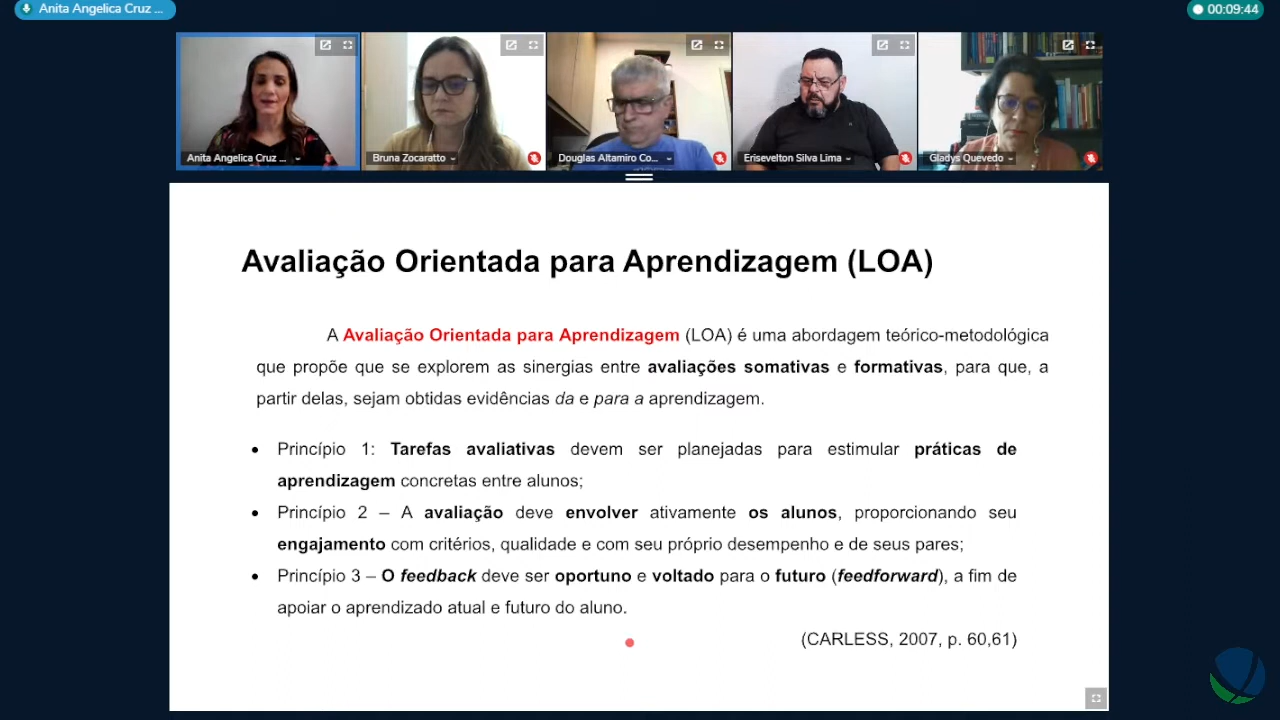 Anita Angelica Cruz ...
00:09:44
Anita Angelica Cruz ...
Bruna Zocaratto
Douglas Altamiro Co...
Erisevelton Silva Lima
Gladys Quevedo
Avaliação Orientada para Aprendizagem (LOA)
A Avaliação Orientada para Aprendizagem (LOA) é uma abordagem teórico-metodológica
que propõe que se explorem as sinergias entre avaliações somativas e formativas, para que, a
partir delas, sejam obtidas evidências da e para a aprendizagem.
• Princípio 1: Tarefas avaliativas devem ser planejadas para estimular práticas de
aprendizagem concretas entre alunos;
• Princípio 2 – A avaliação deve envolver ativamente os alunos, proporcionando seu
engajamento com critérios, qualidade e com seu próprio desempenho e de seus pares;
• Princípio 3 – O feedback deve ser oportuno e voltado para o futuro (feedforward), a fim de
apoiar o aprendizado atual e futuro do aluno.
(CARLESS, 2007, p. 60,61)